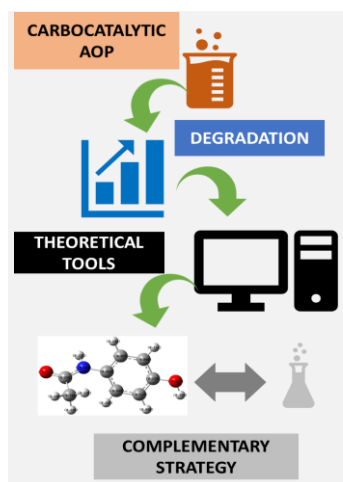 CARBOCATALYTIC
AOP
DEGRADATION
THEORETICAL
TOOLS
COMPLEMENTARY
STRATEGY